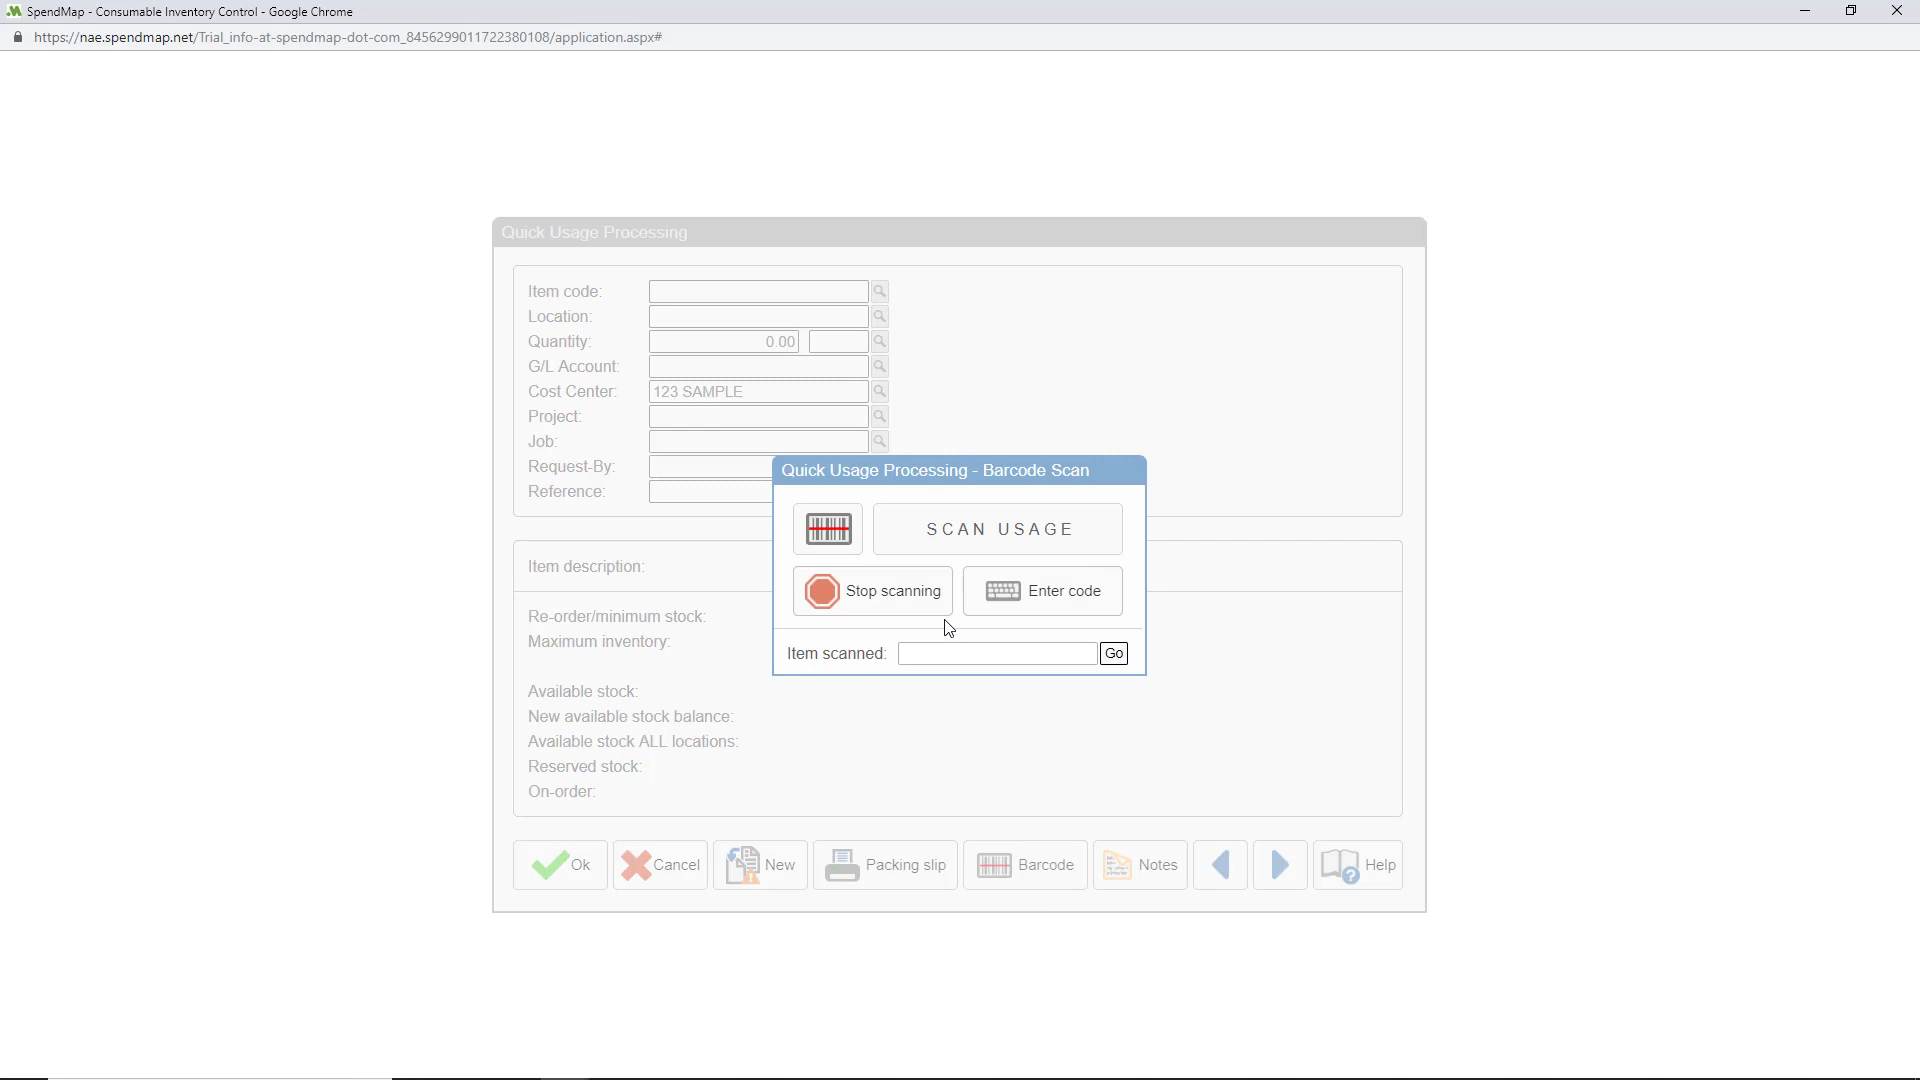 SpendMap - Consumable Inventory Control - Google Chrome
https://nae.spendmap.net/Trial_info-at-spendmap-dot-com_8456299011722380108/application.aspx#
Quick Usage Processing
Item code:
Location:
Quantity: 0.00
G/L Account:
Cost Center: 123 SAMPLE
Project:
Job:
Request-By:
Reference:
Quick Usage Processing - Barcode Scan
SCAN USAGE
Stop scanning Enter code
Item scanned: Go
Item description:
Re-order/minimum stock:
Maximum inventory:
Available stock:
New available stock balance:
Available stock ALL locations:
Reserved stock:
On-order:
Ok Cancel New Packing slip Barcode Notes Help